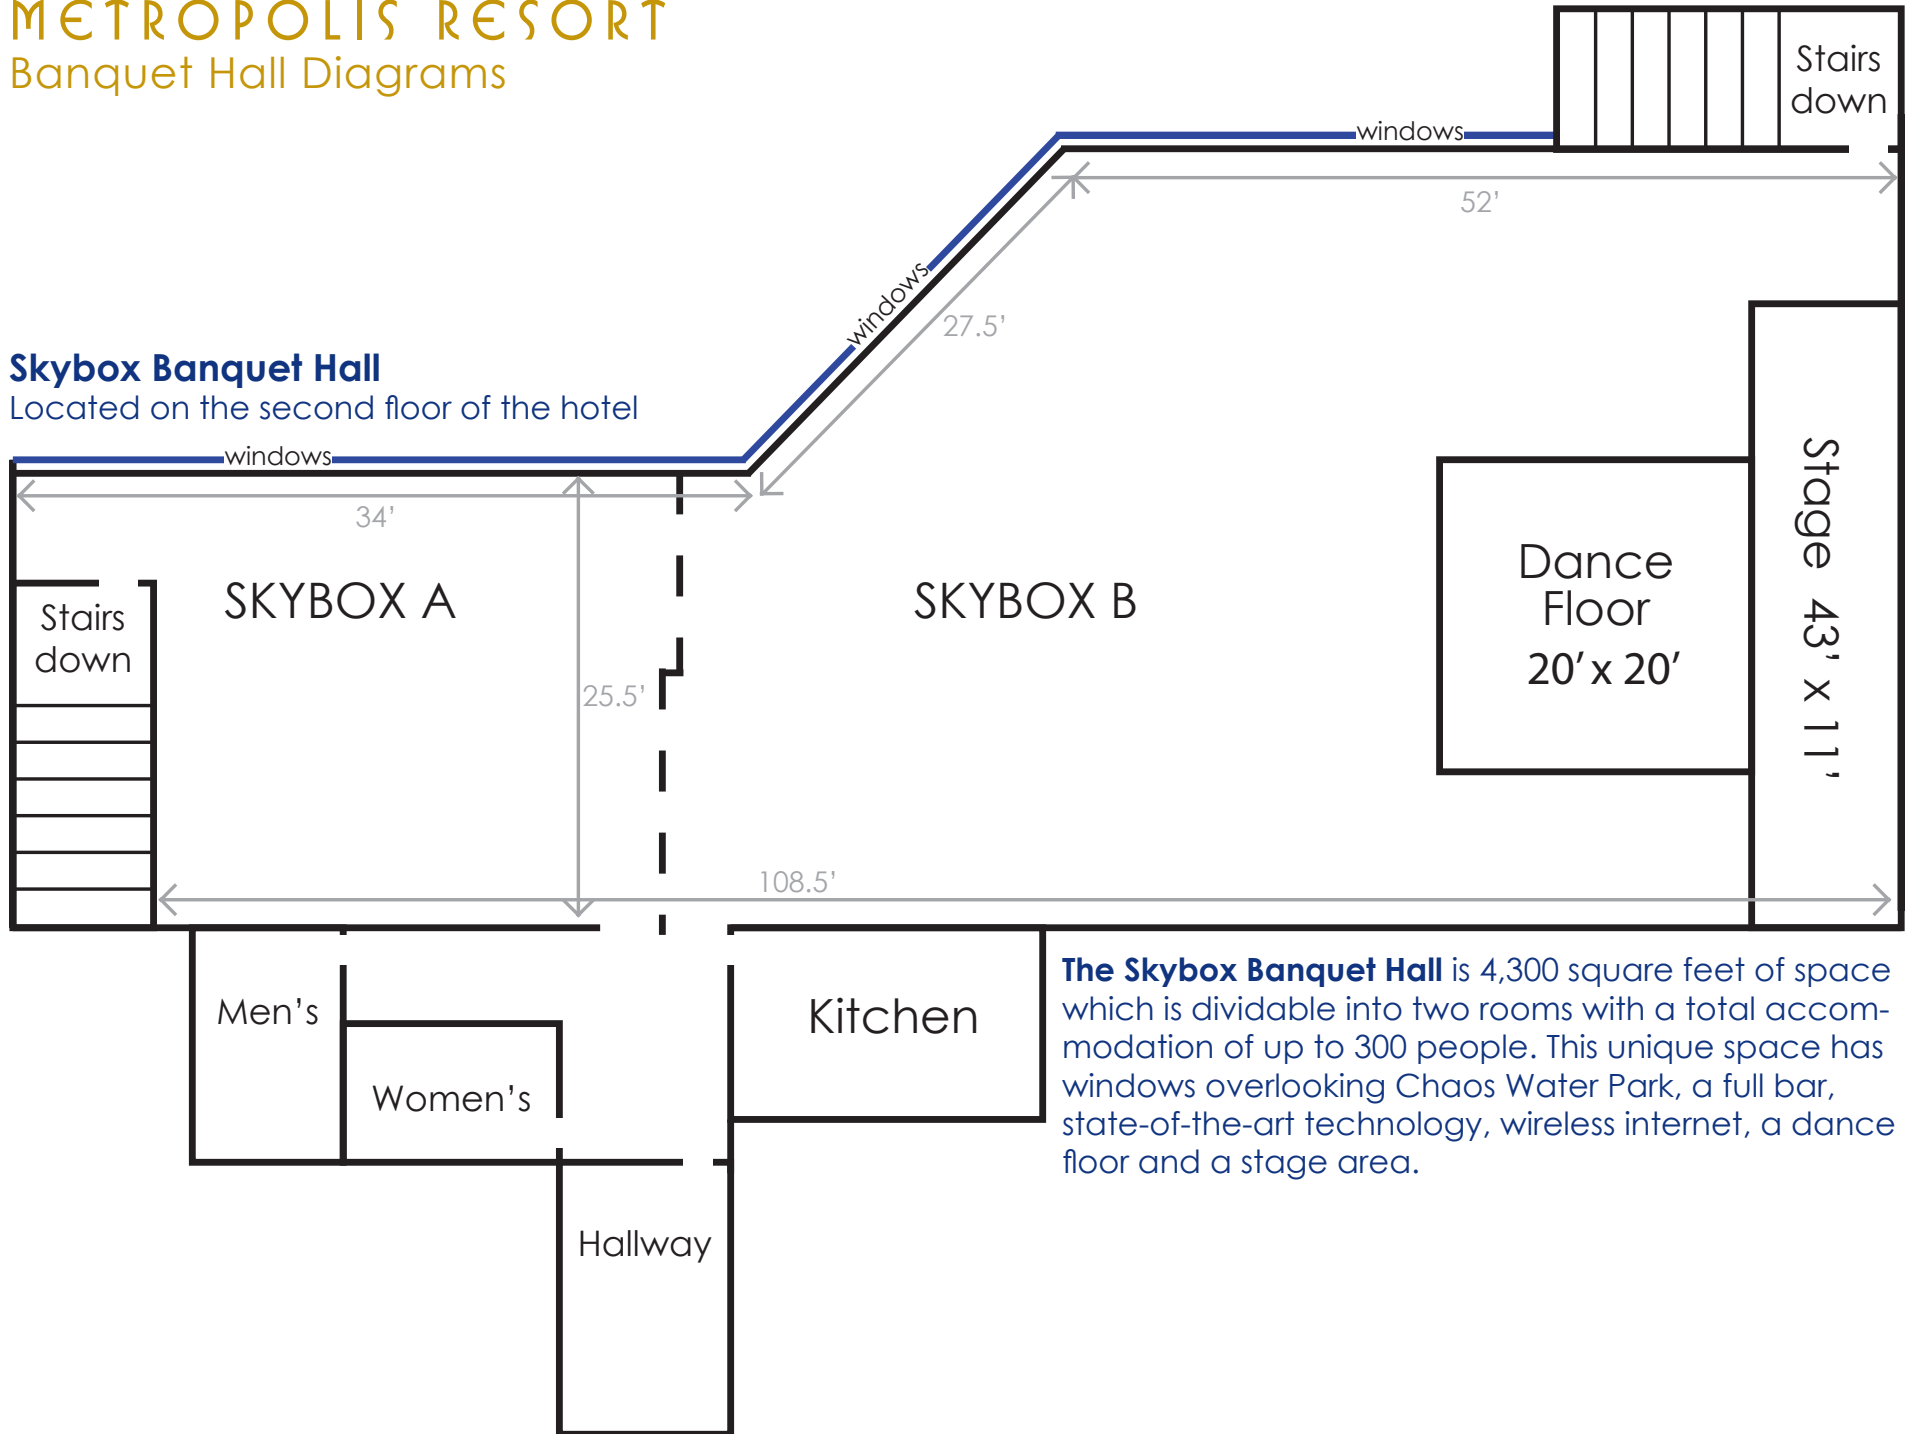 METROPOLIS RESORT
Banquet Hall Diagrams
Stairs
down
windows
52'
windows
27.5'
Skybox Banquet Hall
Located on the second floor of the hotel
windows
34'
SKYBOX A
SKYBOX B
Stairs
down
25.5'
Dance
Floor
20' x 20'
Stage 43' x 11'
108.5'
Men's
Women's
Kitchen
Hallway
The Skybox Banquet Hall is 4,300 square feet of space
which is dividable into two rooms with a total accom-
modation of up to 300 people. This unique space has
windows overlooking Chaos Water Park, a full bar,
state-of-the-art technology, wireless internet, a dance
floor and a stage area.